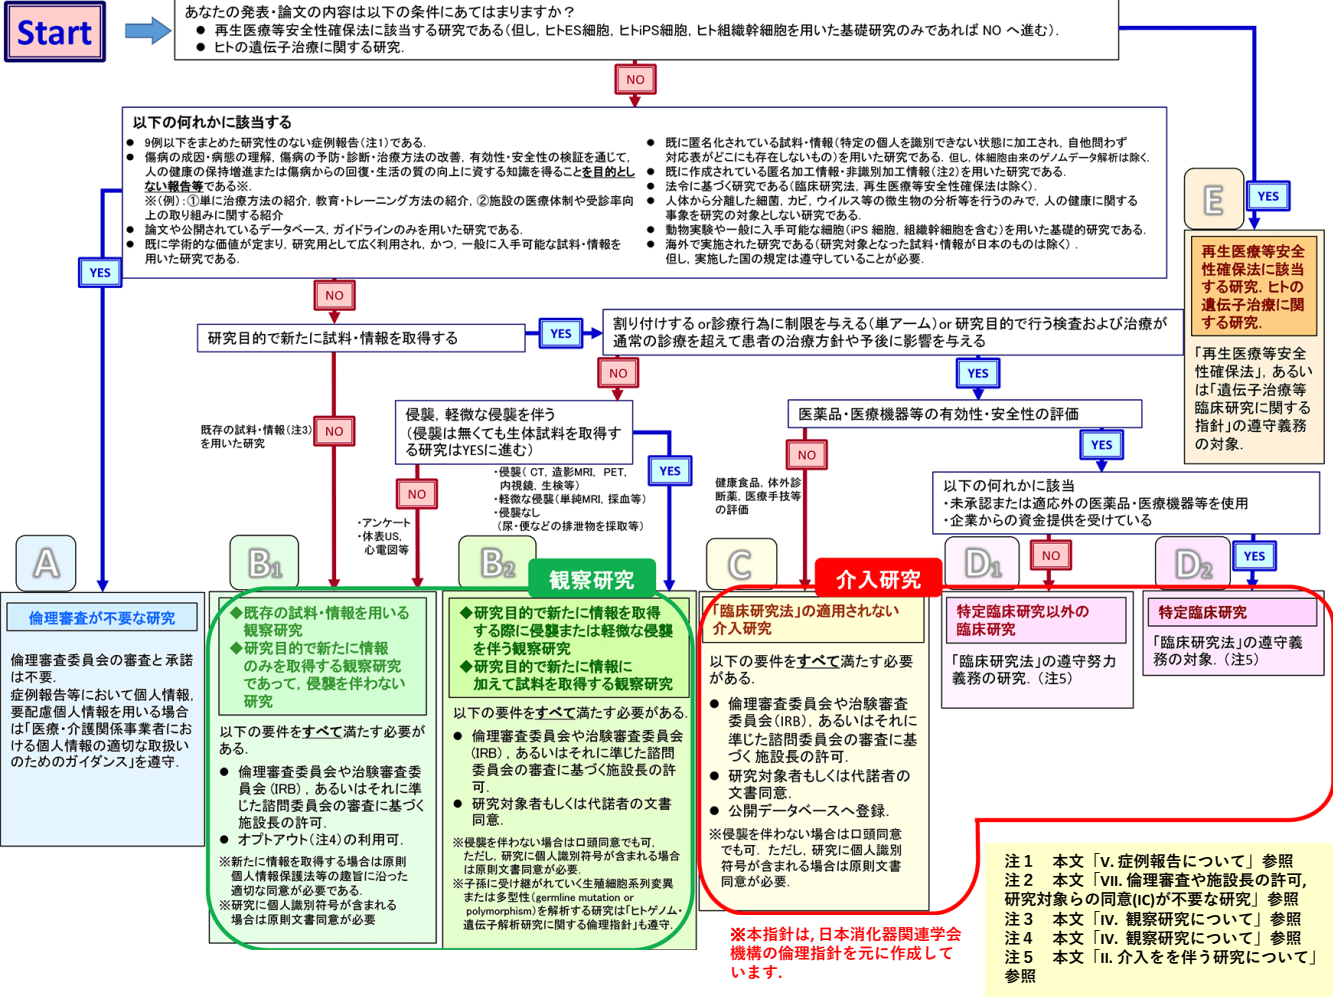 Start
あなたの発表・論文の内容は以下の条件にあてはまりますか？
● 再生医療等安全性確保法に該当する研究である（但し, ヒトES細胞, ヒトiPS細胞, ヒト組織幹細胞を用いた基礎研究のみであれば NO へ進む）.
● ヒトの遺伝子治療に関する研究.
NO
YES
以下の何れかに該当する
● 9例以下をまとめた研究性のない症例報告（注1）である.
● 傷病の成因・病態の理解, 傷病の予防・診断・治療方法の改善, 有効性・安全性の検証を通じて,
人の健康の保持増進または傷病からの回復・生活の質の向上に資する知識を得ることを目的とし
ない報告等である※.
※（例）：①単に治療方法の紹介, 教育・トレーニング方法の紹介, ②施設の医療体制や受診率向
上の取り組みに関する紹介
● 論文や公開されているデータベース, ガイドラインのみを用いた研究である.
● 既に学術的な価値が定まり, 研究用として広く利用され, かつ, 一般に入手可能な試料・情報を
用いた研究である.
● 既に匿名化されている試料・情報（特定の個人を識別できない状態に加工され, 自他問わず
対応表がどこにも存在しないもの）を用いた研究である. 但し, 体細胞由来のゲノムデータ解析は除く.
● 既に作成されている匿名加工情報・非識別加工情報（注2）を用いた研究である.
● 法令に基づく研究である（臨床研究法, 再生医療等安全性確保法は除く）.
● 人体から分離した細菌, カビ, ウイルス等の微生物の分析等を行うのみで, 人の健康に関する
事象を研究の対象としない研究である.
● 動物実験や一般に入手可能な細胞（iPS 細胞, 組織幹細胞を含む）を用いた基礎的研究である.
● 海外で実施された研究である（研究対象となった試料・情報が日本のものは除く）.
但し, 実施した国の規定は遵守していることが必要.
YES
NO
研究目的で新たに試料・情報を取得する
YES
割り付けする or診療行為に制限を与える（単アーム）or 研究目的で行う検査および治療が
通常の診療を超えて患者の治療方針や予後に影響を与える
NO
YES
既存の試料・情報（注3）
を用いた研究
NO
侵襲, 軽微な侵襲を伴う
（侵襲は無くても生体試料を取得す
る研究はYESに進む）
YES
NO
・侵襲（ CT, 造影MRI, PET,
内視鏡, 生検等）
・軽微な侵襲（単純MRI, 採血等）
・侵襲なし
（尿・便などの排泄物を採取等）
・アンケート
・体表US,
心電図等
医薬品・医療機器等の有効性・安全性の評価
NO
YES
健康食品, 体外診
断薬, 医療手技等
の評価
以下の何れかに該当
・未承認または適応外の医薬品・医療機器等を使用
・企業からの資金提供を受けている
NO
YES
E
再生医療等安全
性確保法に該当
する研究. ヒトの
遺伝子治療に関
する研究.
「再生医療等安全
性確保法」, あるい
は「遺伝子治療等
臨床研究に関する
指針」の遵守義務
の対象.
A
倫理審査が不要な研究
倫理審査委員会の審査と承諾
は不要.
症例報告等において個人情報,
要配慮個人情報を用いる場合
は「医療・介護関係事業者にお
ける個人情報の適切な取扱い
のためのガイダンス」を遵守.
B1
◆既存の試料・情報を用いる
観察研究
◆研究目的で新たに情報
のみを取得する観察研究
であって, 侵襲を伴わない
研究
以下の要件をすべて満たす必要が
ある.
● 倫理審査委員会や治験審査委
員会（IRB）, あるいはそれに準
じた諮問委員会の審査に基づく
施設長の許可.
● オプトアウト（注4）の利用可.
※新たに情報を取得する場合は原則
個人情報保護法等の趣旨に沿った
適切な同意が必要である.
※研究に個人識別符号が含まれる
場合は原則文書同意が必要
B2
観察研究
◆研究目的で新たに情報を取得
する際に侵襲または軽微な侵襲
を伴う観察研究
◆研究目的で新たに情報に
加えて試料を取得する観察研究
以下の要件をすべて満たす必要がある.
● 倫理審査委員会や治験審査委員会
（IRB）, あるいはそれに準じた諮問
委員会の審査に基づく施設長の許
可.
● 研究対象者もしくは代諾者の文書
同意.
※侵襲を伴わない場合は口頭同意でも可,
ただし, 研究に個人識別符号が含まれる場合
は原則文書同意が必要.
※子孫に受け継がれていく生殖細胞系列変異
または多型性（germline mutation or
polymorphism）を解析する研究は「ヒトゲノム・
遺伝子解析研究に関する倫理指針」も遵守.
C
介入研究
「臨床研究法」の適用されない
介入研究
以下の要件をすべて満たす必要
がある.
● 倫理審査委員会や治験審査
委員会（IRB）, あるいはそれに
準じた諮問委員会の審査に基
づく施設長の許可.
● 研究対象者もしくは代諾者の
文書同意.
● 公開データベースへ登録.
※侵襲を伴わない場合は口頭同意
でも可. ただし, 研究に個人識別
符号が含まれる場合は原則文書
同意が必要.
D1
特定臨床研究以外の
臨床研究
「臨床研究法」の遵守努力
義務の研究.（注5）
D2
特定臨床研究
「臨床研究法」の遵守義
務の対象.（注5）
※本指針は, 日本消化器関連学会
機構の倫理指針を元に作成して
います.
注１ 本文「V. 症例報告について」参照
注２ 本文「VII. 倫理審査や施設長の許可,
研究対象らの同意(IC)が不要な研究」参照
注３ 本文「IV. 観察研究について」参照
注４ 本文「IV. 観察研究について」参照
注５ 本文「II. 介入をを伴う研究について」
参照